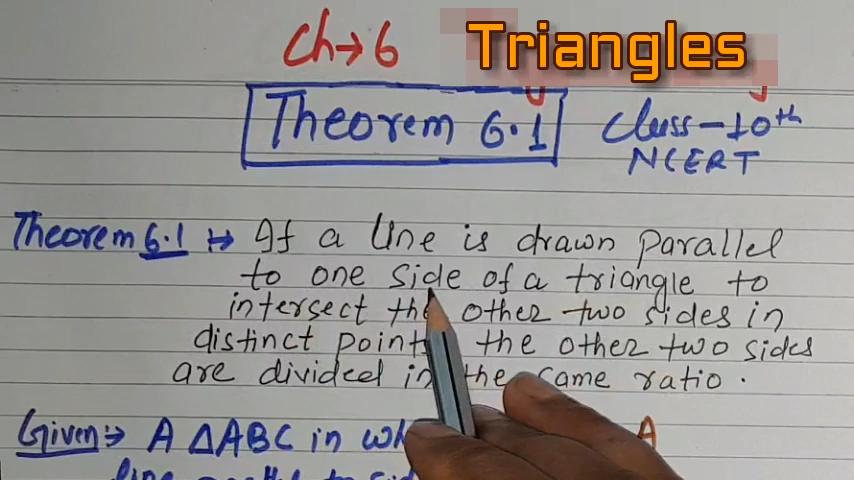 Ch→6 Triangles
Theorem 6.1 Class-10th
NCERT
Theorem 6.1 :→ If a line is drawn parallel
to one side of a triangle to
intersect the other two sides in
distinct points the other two sides
are divided in the same ratio.
Given:→ A ΔABC in A
line to